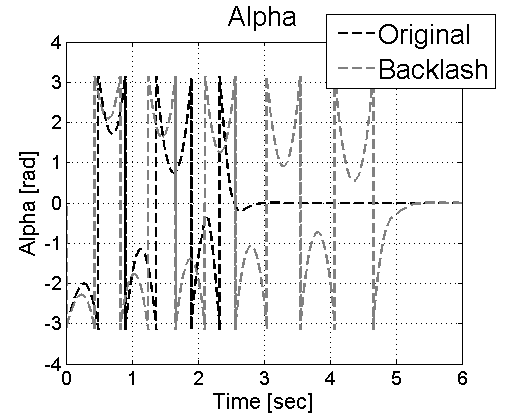 Alpha
Original
Backlash
4
3
2
1
0
-1
-2
-3
-4
Alpha [rad]
0 1 2 3 4 5 6
Time [sec]